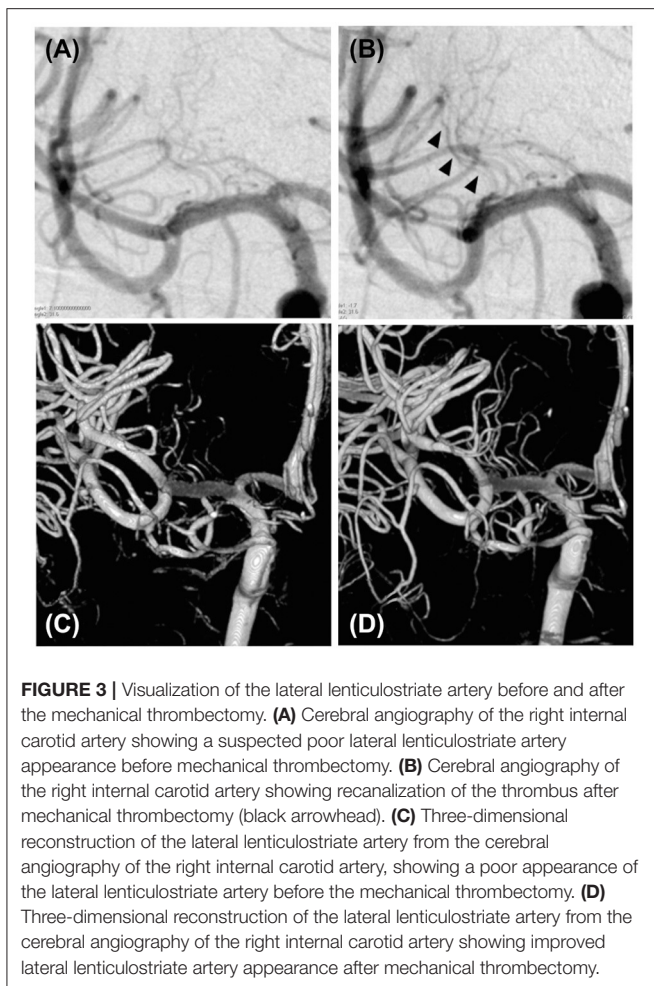 (A)
(B)
(C)
(D)
FIGURE 3 | Visualization of the lateral lenticulostriate artery before and after
the mechanical thrombectomy. (A) Cerebral angiography of the right internal
carotid artery showing a suspected poor lateral lenticulostriate artery
appearance before mechanical thrombectomy. (B) Cerebral angiography of
the right internal carotid artery showing recanalization of the thrombus after
mechanical thrombectomy (black arrowhead). (C) Three-dimensional
reconstruction of the lateral lenticulostriate artery from the cerebral
angiography of the right internal carotid artery, showing a poor appearance of
the lateral lenticulostriate artery before the mechanical thrombectomy. (D)
Three-dimensional reconstruction of the lateral lenticulostriate artery from the
cerebral angiography of the right internal carotid artery showing improved
lateral lenticulostriate artery appearance after mechanical thrombectomy.